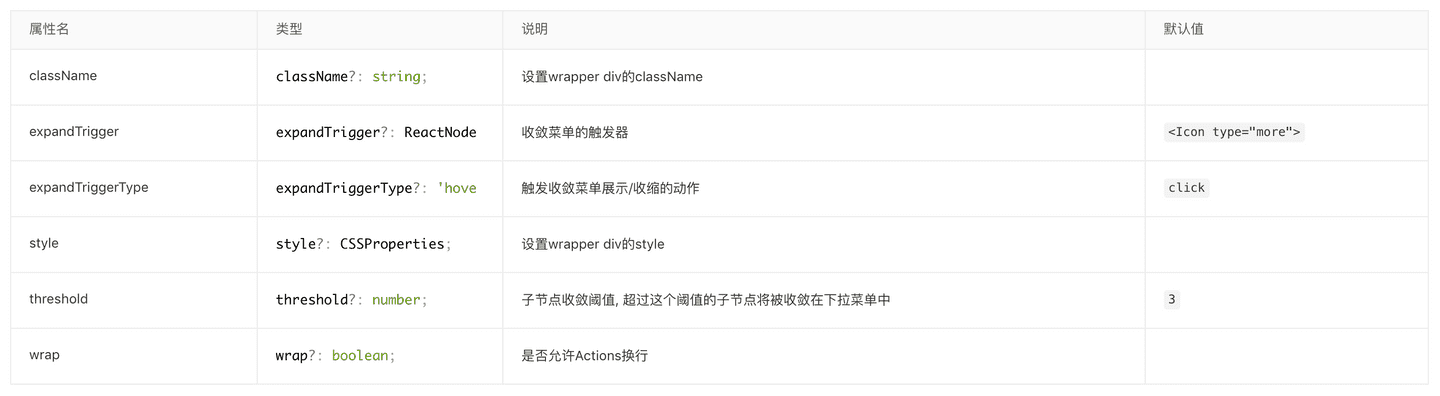 属性名 类型 说明 默认值
className className?: string; 设置wrapper div的className
expandTrigger expandTrigger?: ReactNode 收敛菜单的触发器 <Icon type="more">
expandTriggerType expandTriggerType?: 'hove 触发收敛菜单展示/收缩的动作 click
style style?: CSSProperties; 设置wrapper div的style
threshold threshold?: number; 子节点收敛阈值, 超过这个阈值的子节点将被收敛在下拉菜单中 3
wrap wrap?: boolean; 是否允许Actions换行